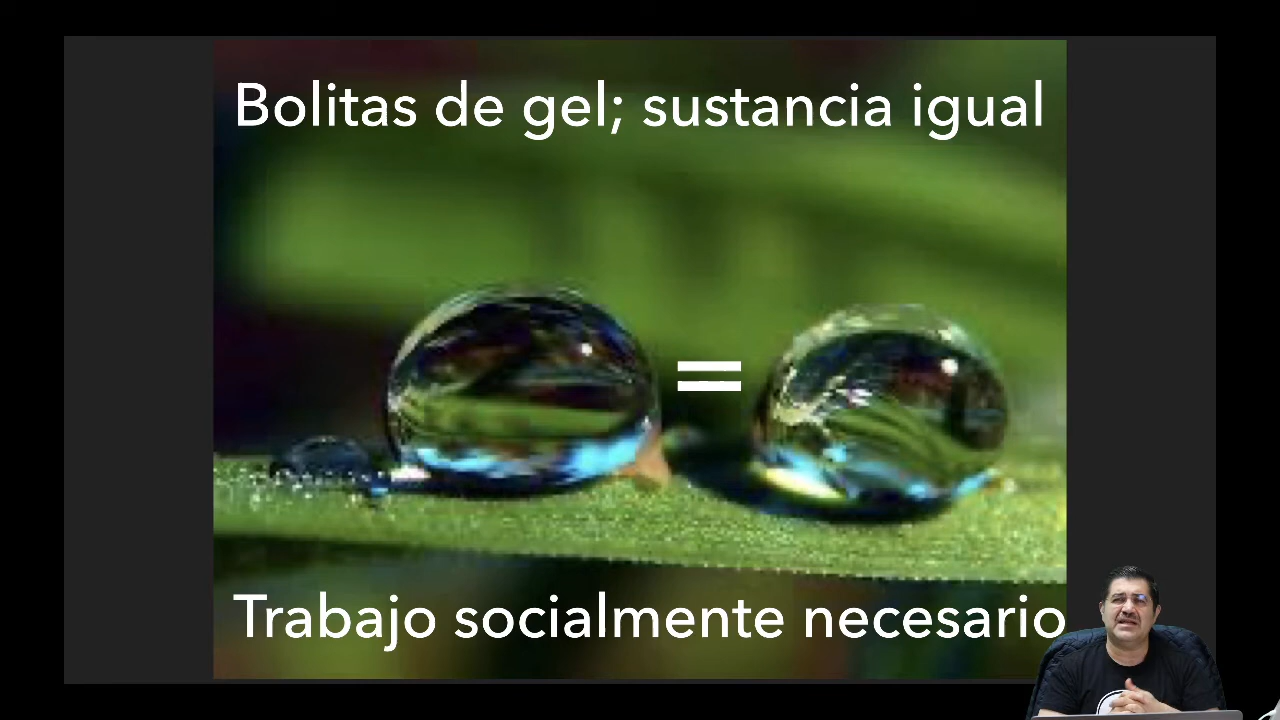 Bolitas de gel; sustancia igual
=
Trabajo socialmente necesario